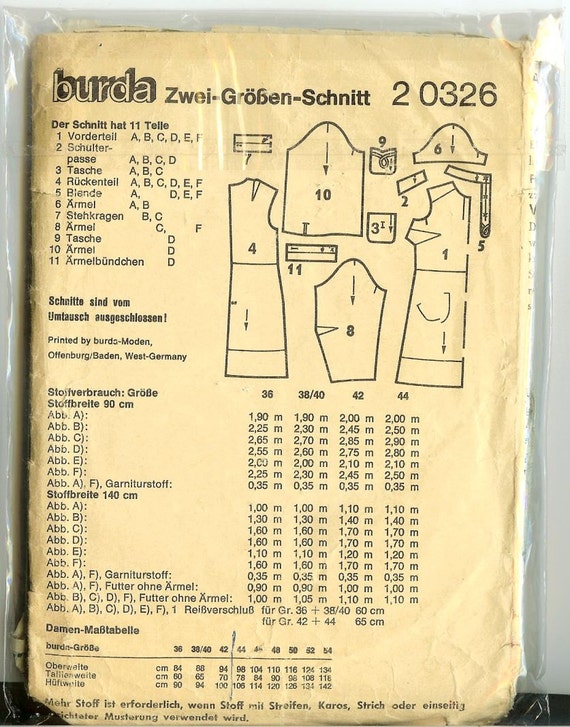 burda Zwei-Größen-Schnitt 2 0326
Der Schnitt hat 11 Teile
1 Vorderteil A, B, C, D, E, F
2 Schulter-
passe A, B, C, D
3 Tasche A, B, C
4 Rückenteil A, B, C, D, E, F
5 Blende A, D, E, F
6 Ärmel A, B
7 Stehkragen B, C
8 Ärmel C, F
9 Tasche D
10 Ärmel D
11 Ärmelbündchen D
7
10
9
6
2
3
5
4
11
8
1
Schnitte sind vom
Umtausch ausgeschlossen!
Printed by burda-Moden,
Offenburg/Baden, West-Germany
Stoffverbrauch: Größe 36 38/40 42 44
Stoffbreite 90 cm
Abb. A): 1,90 m 1,90 m 2,00 m 2,00 m
Abb. B): 2,25 m 2,30 m 2,45 m 2,50 m
Abb. C): 2,65 m 2,70 m 2,85 m 2,90 m
Abb. D): 2,55 m 2,60 m 2,75 m 2,80 m
Abb. E): 2,00 m 2,00 m 2,10 m 2,10 m
Abb. F): 2,25 m 2,30 m 2,45 m 2,50 m
Abb. A), F), Garniturstoff: 0,35 m 0,35 m 0,35 m 0,35 m
Stoffbreite 140 cm
Abb. A): 1,00 m 1,00 m 1,10 m 1,10 m
Abb. B): 1,30 m 1,30 m 1,40 m 1,40 m
Abb. C): 1,60 m 1,60 m 1,70 m 1,70 m
Abb. D): 1,60 m 1,60 m 1,70 m 1,70 m
Abb. E): 1,10 m 1,10 m 1,20 m 1,20 m
Abb. F): 1,60 m 1,60 m 1,70 m 1,70 m
Abb. A), F), Garniturstoff: 0,35 m 0,35 m 0,35 m 0,35 m
Abb. A), F), Futter ohne Ärmel: 0,90 m 0,90 m 1,00 m 1,00 m
Abb. B), C), D), F), Futter ohne Ärmel: 1,00 m 1,05 m 1,10 m 1,10 m
Abb. A), B), C), D), E), F), 1 Reißverschluß für Gr. 36 + 38/40 60 cm
für Gr. 42 + 44 65 cm
Damen-Maßtabelle
burda-Größe 36 38/40 42 44 46 48 50 52 54
Oberweite cm 84 88 94 98 104 110 116 124 134
Taillenweite cm 60 65 70 78 84 90 98 108 118
Hüftweite cm 90 94 100 106 114 120 126 134 142
Mehr Stoff ist erforderlich, wenn Stoff mit Streifen, Karos, Strich oder einseitig
gerichteter Musterung verwendet wird.